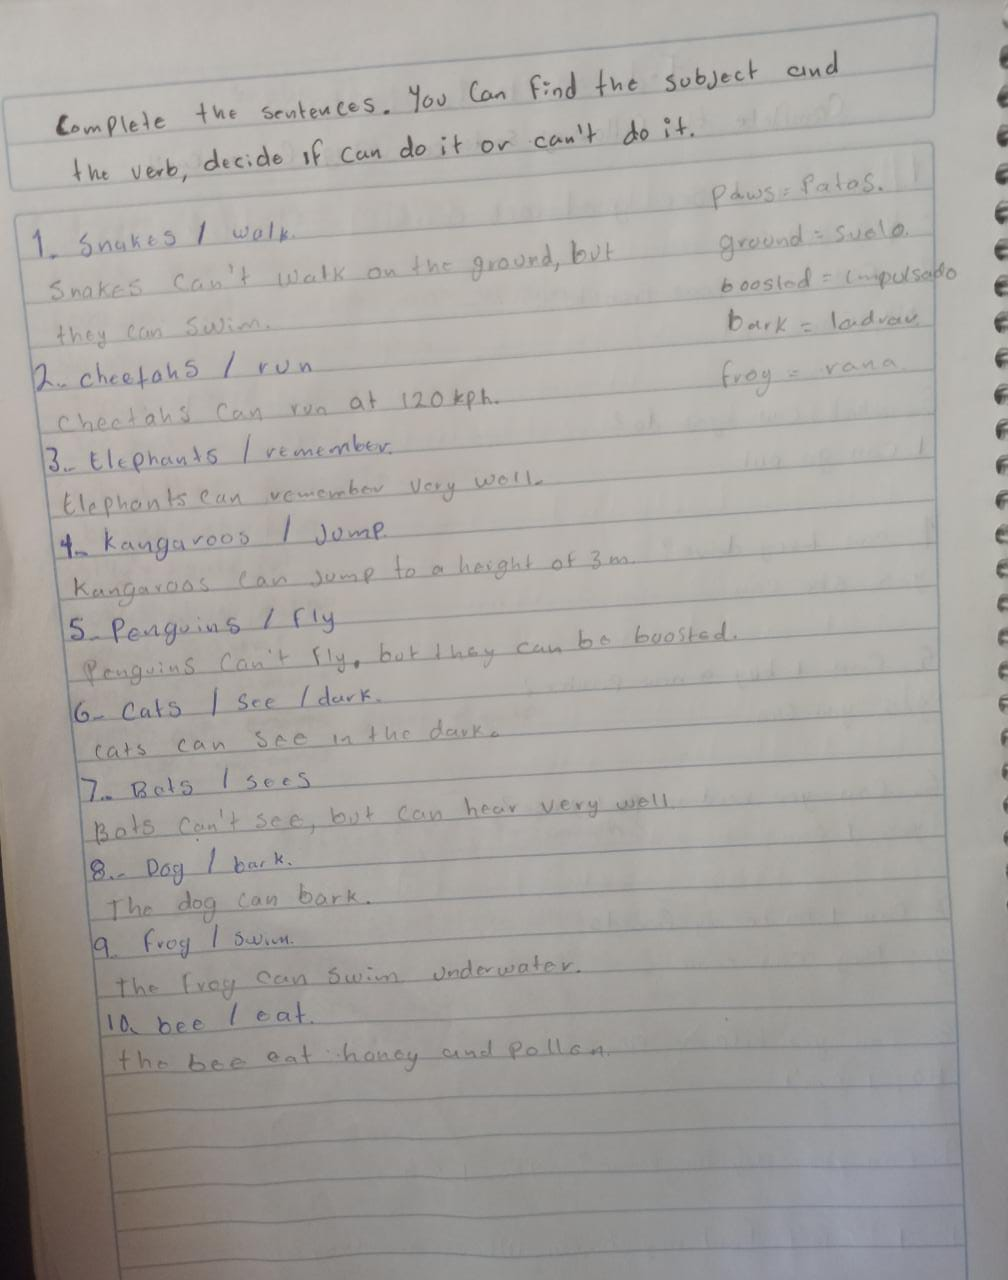 Complete the sentences. You Can find the subject and
the verb, decide if can do it or can't do it.
Paws = Patas.
1. Snakes / walk.
ground = suelo.
Snakes Can't walk on the ground, but
boosted = impulsado
they can swim.
bark = ladrar
2. cheetahs / run
frog = rana
Cheetahs Can run at 120 kph.
3. Elephants / remember.
Elephants can remember very well.
4. Kangaroos / Jump
Kangaroos Can Jump to a height of 3 m
5. Penguins / fly
Penguins Can't fly, but they can be boosted.
6. Cats / see / dark.
Cats can See in the dark.
7. Bats / sees
Bats can't see, but can hear very well
8. Dog / bark.
The dog can bark.
9. frog / swim.
the frog can swim underwater.
10. bee / eat.
the bee eat honey and pollen.